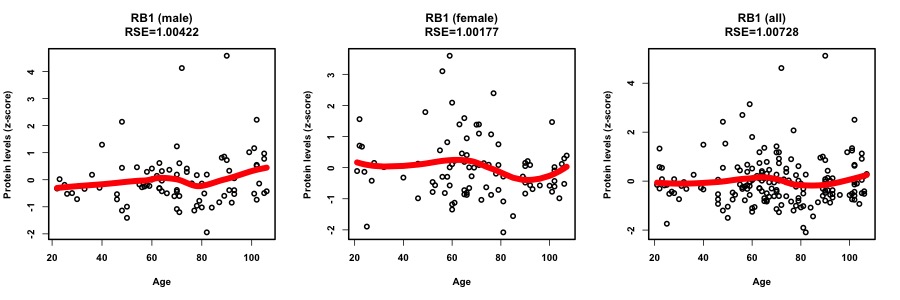 RB1 (male)
RSE=1.00422
Protein levels (z-score)
4
3
2
1
0
-1
-2
20 40 60 80 100
Age
RB1 (female)
RSE=1.00177
Protein levels (z-score)
3
2
1
0
-1
-2
20 40 60 80 100
Age
RB1 (all)
RSE=1.00728
Protein levels (z-score)
4
2
0
-2
20 40 60 80 100
Age